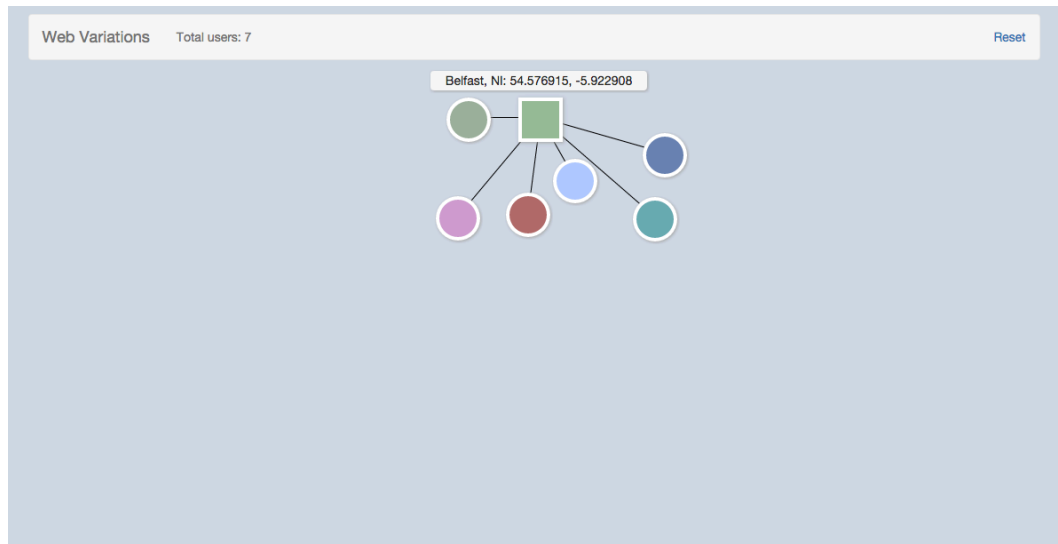 Web Variations Total users: 7 Reset
Belfast, NI: 54.576915, -5.922908